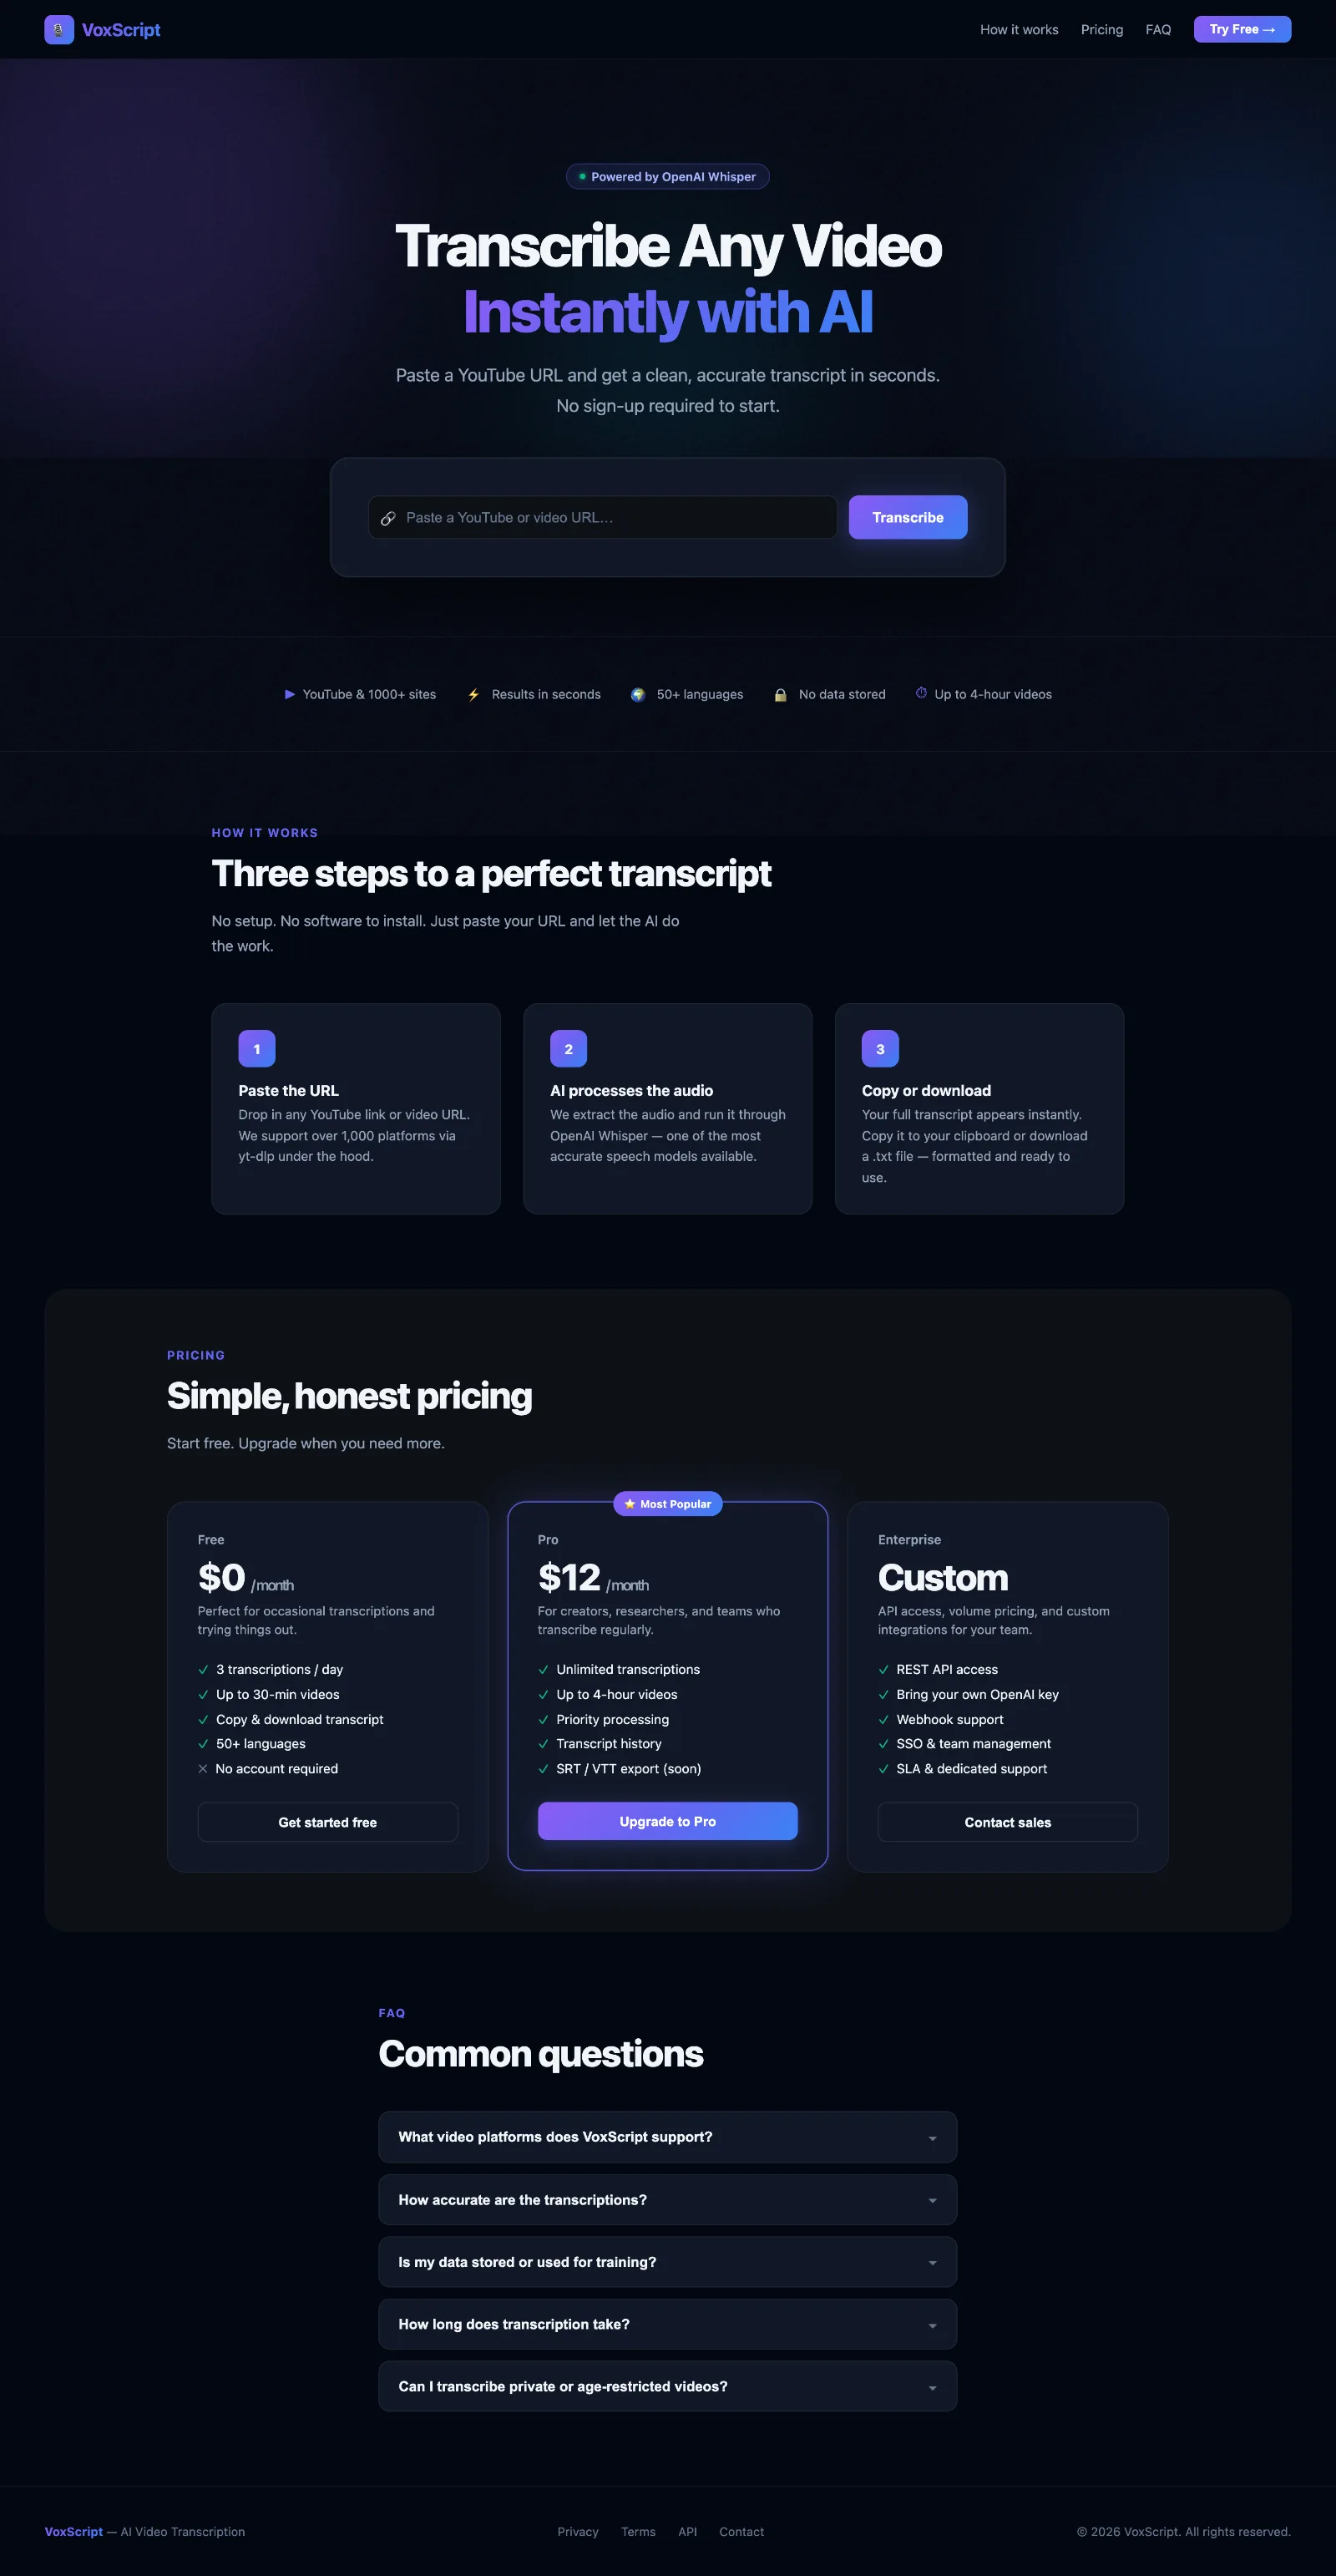 VoxScript
How it works
Pricing
FAQ
Try Free →
Powered by OpenAI Whisper
Transcribe Any Video
Instantly with AI
Paste a YouTube URL and get a clean, accurate transcript in seconds.
No sign-up required to start.
Paste a YouTube or video URL...
Transcribe
YouTube & 1000+ sites
Results in seconds
50+ languages
No data stored
Up to 4-hour videos
HOW IT WORKS
Three steps to a perfect transcript
No setup. No software to install. Just paste your URL and let the AI do
the work.
1
Paste the URL
Drop in any YouTube link or video URL.
We support over 1,000 platforms via
yt-dlp under the hood.
2
AI processes the audio
We extract the audio and run it through
OpenAI Whisper — one of the most
accurate speech models available.
3
Copy or download
Your full transcript appears instantly.
Copy it to your clipboard or download
a .txt file — formatted and ready to
use.
PRICING
Simple, honest pricing
Start free. Upgrade when you need more.
Free
$0 /month
Perfect for occasional transcriptions and
trying things out.
✓ 3 transcriptions / day
✓ Up to 30-min videos
✓ Copy & download transcript
✓ 50+ languages
✕ No account required
Get started free
⭐ Most Popular
Pro
$12 /month
For creators, researchers, and teams who
transcribe regularly.
✓ Unlimited transcriptions
✓ Up to 4-hour videos
✓ Priority processing
✓ Transcript history
✓ SRT / VTT export (soon)
Upgrade to Pro
Enterprise
Custom
API access, volume pricing, and custom
integrations for your team.
✓ REST API access
✓ Bring your own OpenAI key
✓ Webhook support
✓ SSO & team management
✓ SLA & dedicated support
Contact sales
FAQ
Common questions
What video platforms does VoxScript support?
How accurate are the transcriptions?
Is my data stored or used for training?
How long does transcription take?
Can I transcribe private or age-restricted videos?
VoxScript — AI Video Transcription
Privacy
Terms
API
Contact
© 2026 VoxScript. All rights reserved.